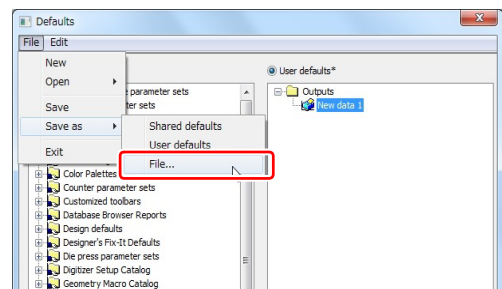 Defaults
File Edit
New
Open
Save
Save as
Exit
Shared defaults
User defaults
File...
User defaults*
Outputs
New data 1
parameter sets
ter sets
Color Palettes
Counter parameter sets
Customized toolbars
Database Browser Reports
Design defaults
Designer's Fix-It Defaults
Die press parameter sets
Digitizer Setup Catalog
Geometry Macro Catalog